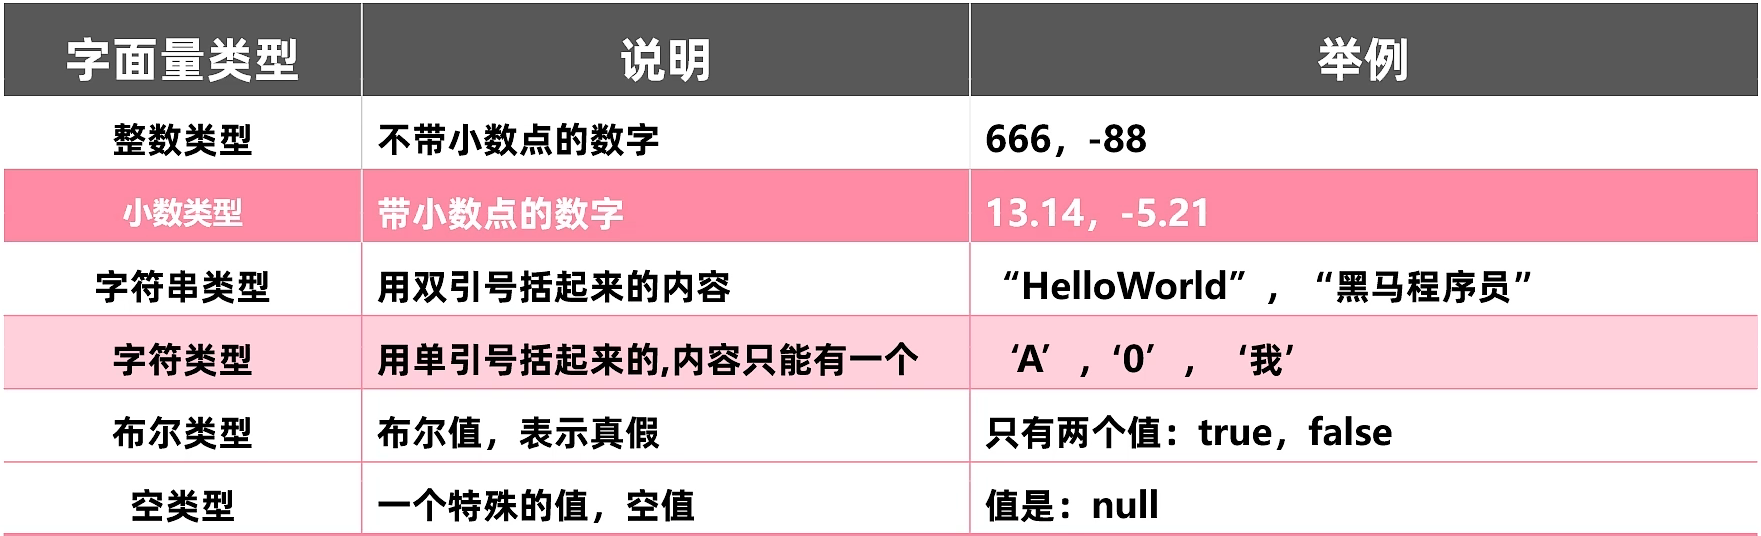 字面量类型 说明 举例
整数类型 不带小数点的数字 666，-88
小数类型 带小数点的数字 13.14，-5.21
字符串类型 用双引号括起来的内容 “HelloWorld”，“黑马程序员”
字符类型 用单引号括起来的,内容只能有一个 ‘A’，‘0’，‘我’
布尔类型 布尔值，表示真假 只有两个值：true，false
空类型 一个特殊的值，空值 值是：null